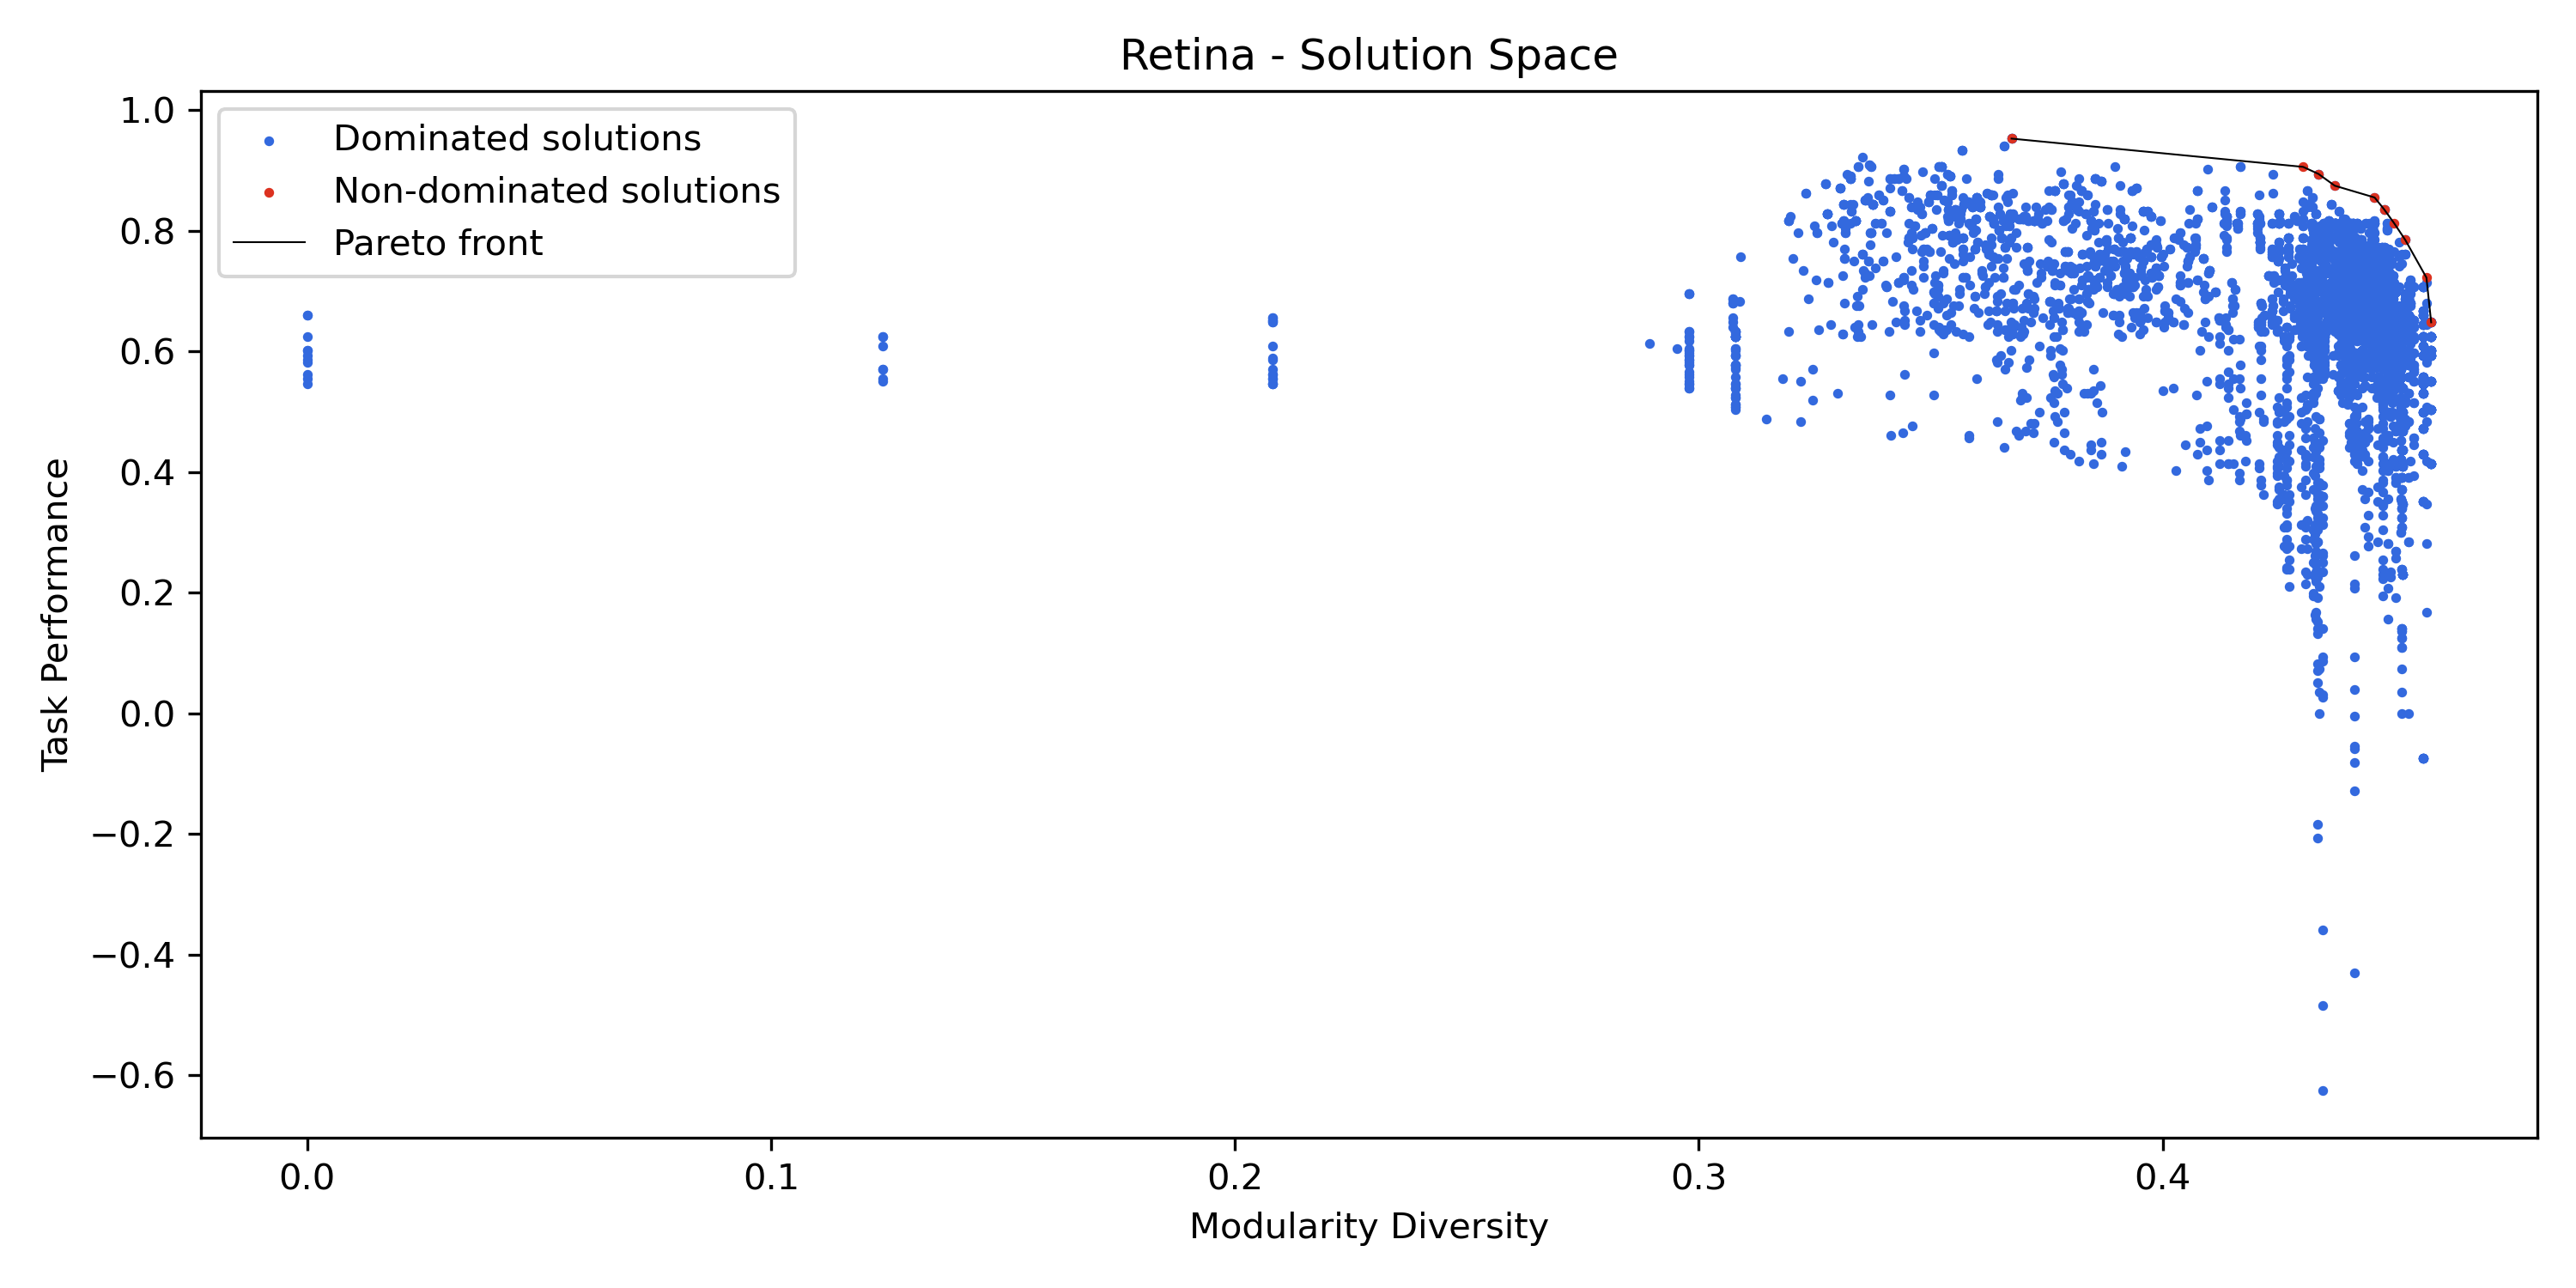 Retina - Solution Space
Dominated solutions
Non-dominated solutions
Pareto front
1.0
0.8
0.6
0.4
0.2
0.0
−0.2
−0.4
−0.6
Task Performance
0.0 0.1 0.2 0.3 0.4
Modularity Diversity